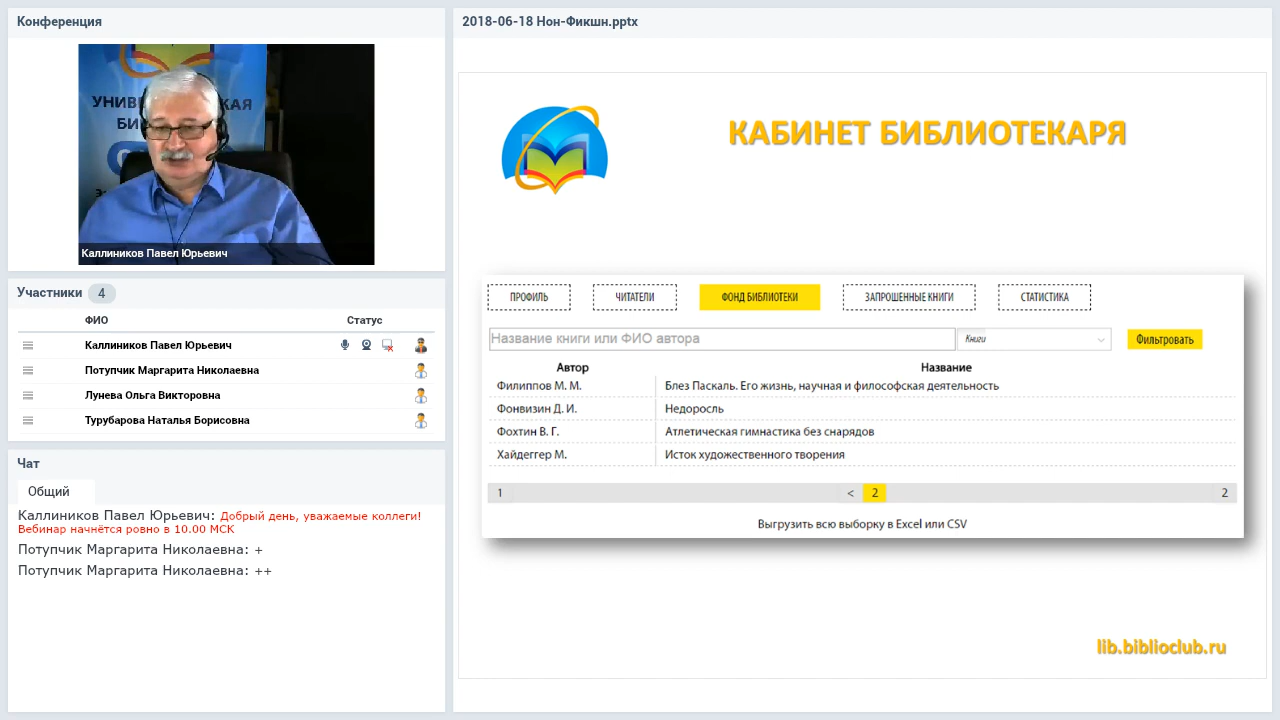 Конференция
УНИВ
КАЯ
БИ
Каллиников Павел Юрьевич
Участники 4
ФИО Статус
Каллиников Павел Юрьевич
Потупчик Маргарита Николаевна
Лунева Ольга Викторовна
Турубарова Наталья Борисовна
Чат
Общий
Каллиников Павел Юрьевич: Добрый день, уважаемые коллеги!
Вебинар начнётся ровно в 10.00 МСК
Потупчик Маргарита Николаевна: +
Потупчик Маргарита Николаевна: ++
2018-06-18 Нон-Фикшн.pptx
КАБИНЕТ БИБЛИОТЕКАРЯ
ПРОФИЛЬ ЧИТАТЕЛИ ФОНД БИБЛИОТЕКИ ЗАПРОШЕННЫЕ КНИГИ СТАТИСТИКА
Название книги или ФИО автора Книги Фильтровать
Автор Название
Филиппов М. М. Блез Паскаль. Его жизнь, научная и философская деятельность
Фонвизин Д. И. Недоросль
Фохтин В. Г. Атлетическая гимнастика без снарядов
Хайдеггер М. Исток художественного творения
1 < 2 2
Выгрузить всю выборку в Excel или CSV
lib.biblioclub.ru